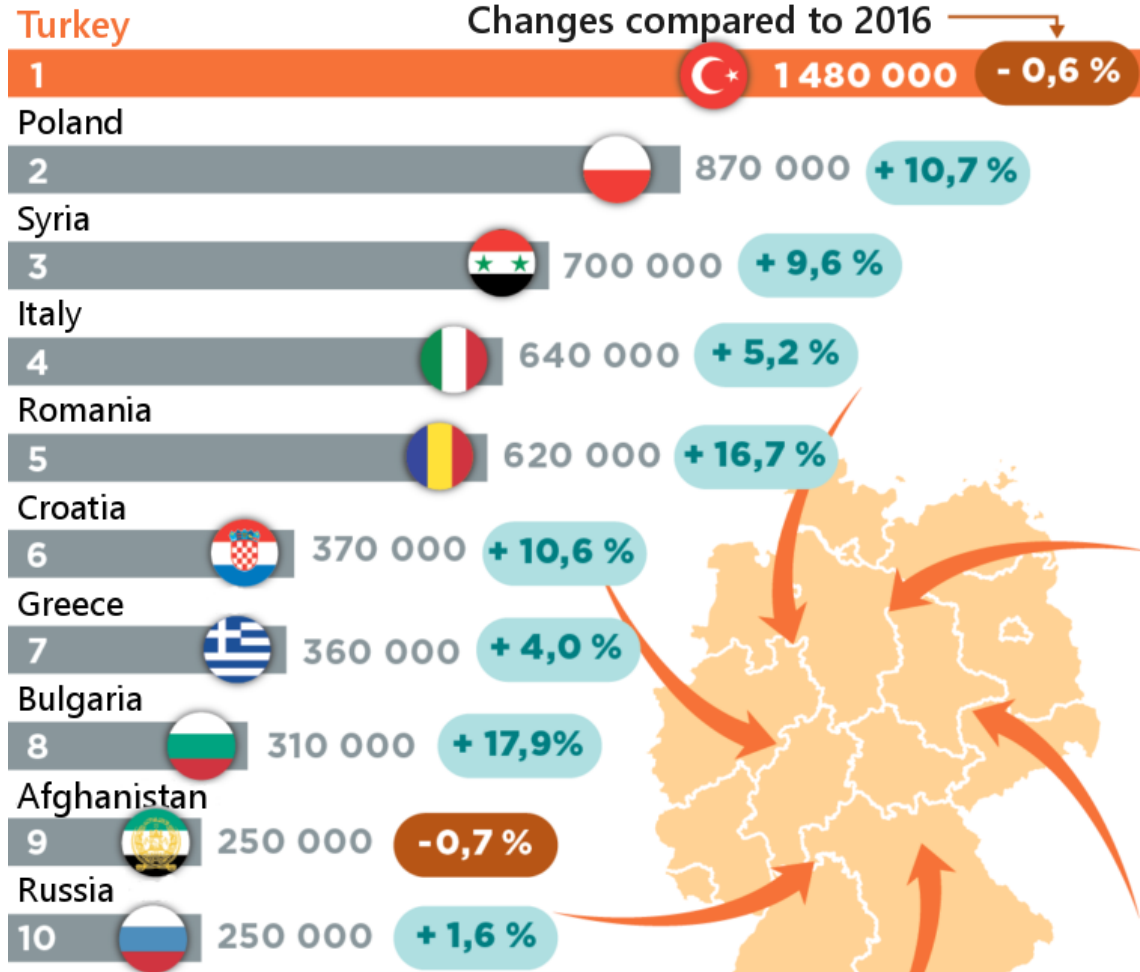 Turkey
Changes compared to 2016
1
1 480 000
- 0,6 %
Poland
2
870 000
+ 10,7 %
Syria
3
700 000
+ 9,6 %
Italy
4
640 000
+ 5,2 %
Romania
5
620 000
+ 16,7 %
Croatia
6
370 000
+ 10,6 %
Greece
7
360 000
+ 4,0 %
Bulgaria
8
310 000
+ 17,9%
Afghanistan
9
250 000
-0,7 %
Russia
10
250 000
+ 1,6 %